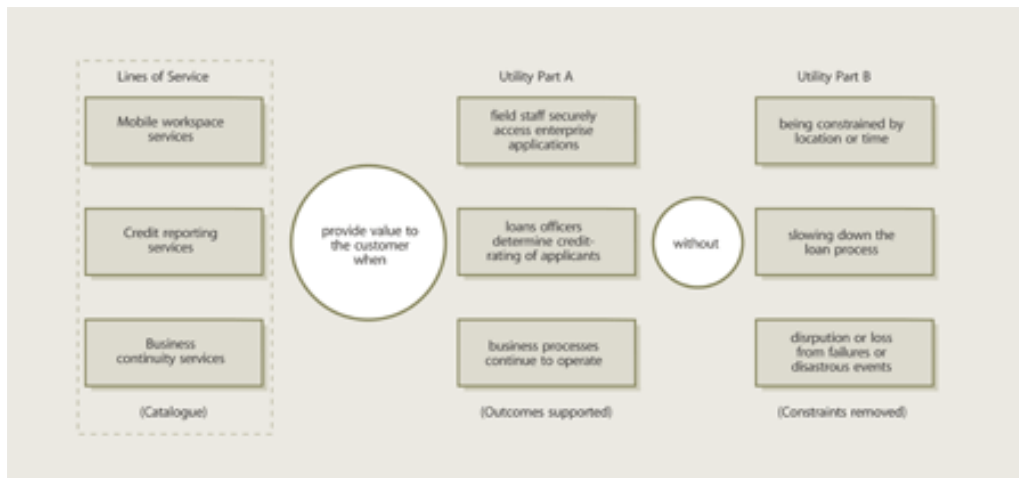 Lines of Service
Mobile workspace
services
Credit reporting
services
Business
continuity services
(Catalogue)
provide value to
the customer
when
Utility Part A
field staff securely
access enterprise
applications
loans officers
determine credit-
rating of applicants
business processes
continue to operate
(Outcomes supported)
without
Utility Part B
being constrained by
location or time
slowing down the
loan process
disrpution or loss
from failures or
disastrous events
(Constraints removed)